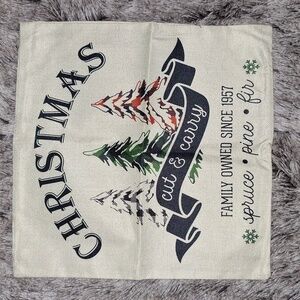 CHRISTMAS
cut & carry
FAMILY OWNED SINCE 1957
spruce • pine • fir